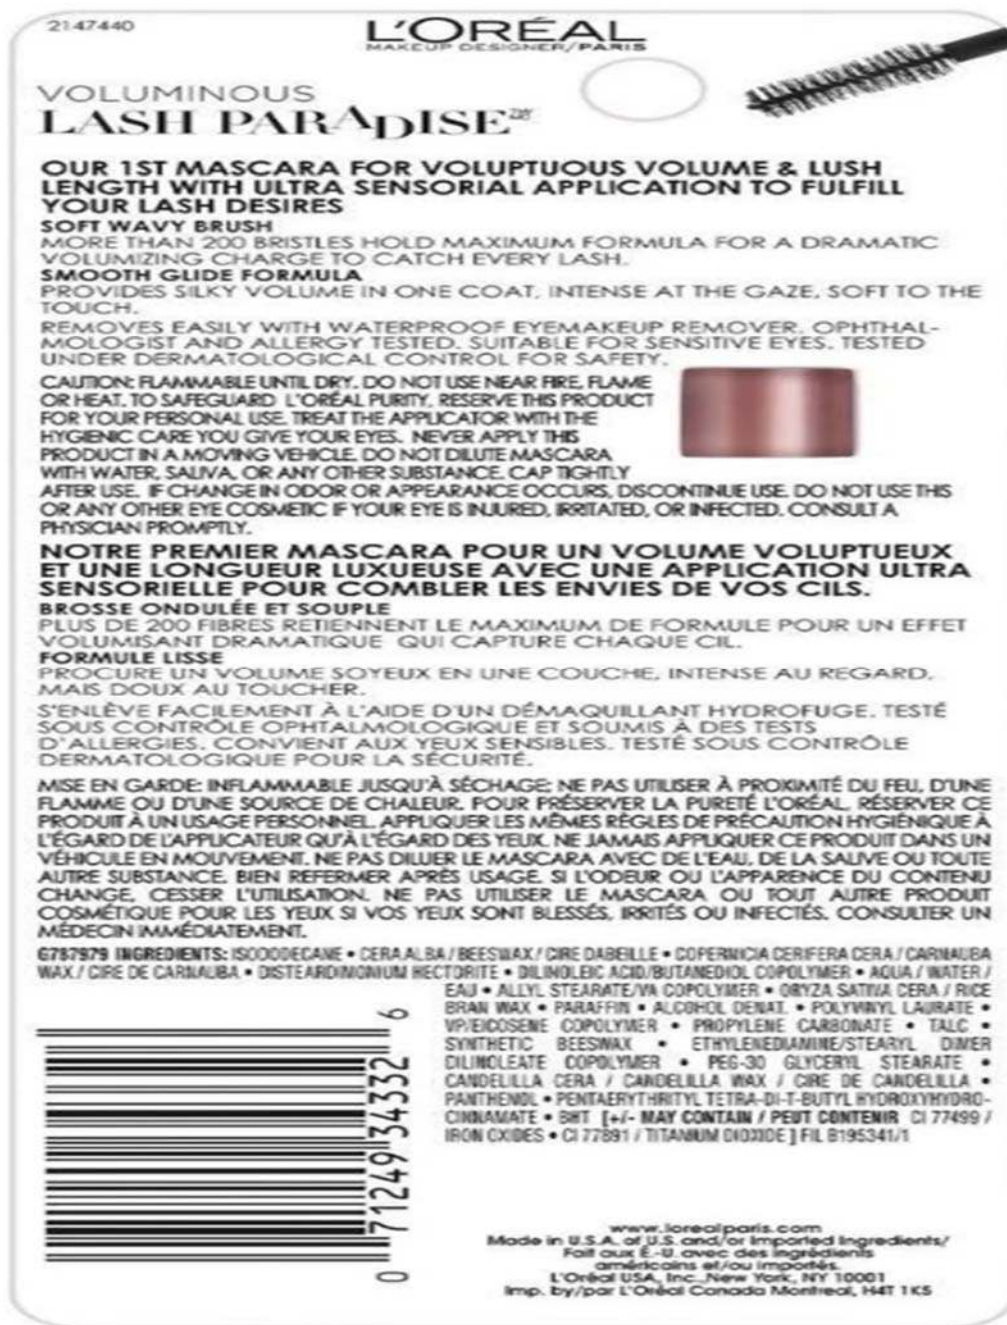 2147440
L'ORÉAL
MAKEUP DESIGNER/PARIS
VOLUMINOUS
LASH PARADISE™
OUR 1ST MASCARA FOR VOLUPTUOUS VOLUME & LUSH
LENGTH WITH ULTRA SENSORIAL APPLICATION TO FULFILL
YOUR LASH DESIRES
SOFT WAVY BRUSH
MORE THAN 200 BRISTLES HOLD MAXIMUM FORMULA FOR A DRAMATIC
VOLUMIZING CHARGE TO CATCH EVERY LASH.
SMOOTH GLIDE FORMULA
PROVIDES SILKY VOLUME IN ONE COAT, INTENSE AT THE GAZE, SOFT TO THE
TOUCH.
REMOVES EASILY WITH WATERPROOF EYEMAKEUP REMOVER. OPHTHAL-
MOLOGIST AND ALLERGY TESTED. SUITABLE FOR SENSITIVE EYES. TESTED
UNDER DERMATOLOGICAL CONTROL FOR SAFETY.
CAUTION: FLAMMABLE UNTIL DRY. DO NOT USE NEAR FIRE, FLAME
OR HEAT. TO SAFEGUARD L'ORÉAL PURITY, RESERVE THIS PRODUCT
FOR YOUR PERSONAL USE. TREAT THE APPLICATOR WITH THE
HYGIENIC CARE YOU GIVE YOUR EYES. NEVER APPLY THIS
PRODUCT IN A MOVING VEHICLE. DO NOT DILUTE MASCARA
WITH WATER, SALIVA, OR ANY OTHER SUBSTANCE. CAP TIGHTLY
AFTER USE. IF CHANGE IN ODOR OR APPEARANCE OCCURS, DISCONTINUE USE. DO NOT USE THIS
OR ANY OTHER EYE COSMETIC IF YOUR EYE IS INJURED, IRRITATED, OR INFECTED. CONSULT A
PHYSICIAN PROMPTLY.
NOTRE PREMIER MASCARA POUR UN VOLUME VOLUPTUEUX
ET UNE LONGUEUR LUXUEUSE AVEC UNE APPLICATION ULTRA
SENSORIELLE POUR COMBLER LES ENVIES DE VOS CILS.
BROSSE ONDULÉE ET SOUPLE
PLUS DE 200 FIBRES RETIENNENT LE MAXIMUM DE FORMULE POUR UN EFFET
VOLUMISANT DRAMATIQUE QUI CAPTURE CHAQUE CIL.
FORMULE LISSE
PROCURE UN VOLUME SOYEUX EN UNE COUCHE, INTENSE AU REGARD,
MAIS DOUX AU TOUCHER.
S'ENLÈVE FACILEMENT À L'AIDE D'UN DÉMAQUILLANT HYDROFUGE. TESTÉ
SOUS CONTRÔLE OPHTALMOLOGIQUE ET SOUMIS À DES TESTS
D'ALLERGIES. CONVIENT AUX YEUX SENSIBLES. TESTÉ SOUS CONTRÔLE
DERMATOLOGIQUE POUR LA SÉCURITÉ.
MISE EN GARDE: INFLAMMABLE JUSQU'À SÉCHAGE; NE PAS UTILISER À PROXIMITÉ DU FEU, D'UNE
FLAMME OU D'UNE SOURCE DE CHALEUR. POUR PRÉSERVER LA PURETÉ L'ORÉAL, RÉSERVER CE
PRODUIT À UN USAGE PERSONNEL. APPLIQUER LES MÊMES RÈGLES DE PRÉCAUTION HYGIÉNIQUE À
L'ÉGARD DE L'APPLICATEUR QU'À L'ÉGARD DES YEUX. NE JAMAIS APPLIQUER CE PRODUIT DANS UN
VÉHICULE EN MOUVEMENT. NE PAS DILUER LE MASCARA AVEC DE L'EAU, DE LA SALIVE OU TOUTE
AUTRE SUBSTANCE. BIEN REFERMER APRÈS USAGE. SI L'ODEUR OU L'APPARENCE DU CONTENU
CHANGE, CESSER L'UTILISATION. NE PAS UTILISER LE MASCARA OU TOUT AUTRE PRODUIT
COSMÉTIQUE POUR LES YEUX SI VOS YEUX SONT BLESSÉS, IRRITÉS OU INFECTÉS. CONSULTER UN
MÉDECIN IMMÉDIATEMENT.
G787979 INGREDIENTS: ISODODECANE • CERA ALBA / BEESWAX / CIRE DABEILLE • COPERNICIA CERIFERA CERA / CARNAUBA
WAX / CIRE DE CARNAUBA • DISTEARDIMONIUM HECTORITE • DILINOLEIC ACID/BUTANEDIOL COPOLYMER • AQUA / WATER /
EAU • ALLYL STEARATE/VA COPOLYMER • ORYZA SATIVA CERA / RICE
BRAN WAX • PARAFFIN • ALCOHOL DENAT. • POLYVINYL LAURATE •
VP/EICOSENE COPOLYMER • PROPYLENE CARBONATE • TALC •
SYNTHETIC BEESWAX • ETHYLENEDIAMINE/STEARYL DIMER
DILINOLEATE COPOLYMER • PEG-30 GLYCERYL STEARATE •
CANDELILLA CERA / CANDELILLA WAX / CIRE DE CANDELILLA •
PANTHENOL • PENTAERYTHRITYL TETRA-DI-T-BUTYL HYDROXYHYDRO-
CINNAMATE • BHT [+/- MAY CONTAIN / PEUT CONTENIR CI 77499 /
IRON OXIDES • CI 77891 / TITANIUM DIOXIDE ] FIL B195341/1
0 71249 34332 6
www.lorealparis.com
Made in U.S.A. of U.S. and/or Imported Ingredients/
Fait aux É.-U. avec des ingrédients
américains et/ou importés.
L'Oréal USA, Inc., New York, NY 10001
Imp. by/par L'Oréal Canada Montreal, H4T 1K5